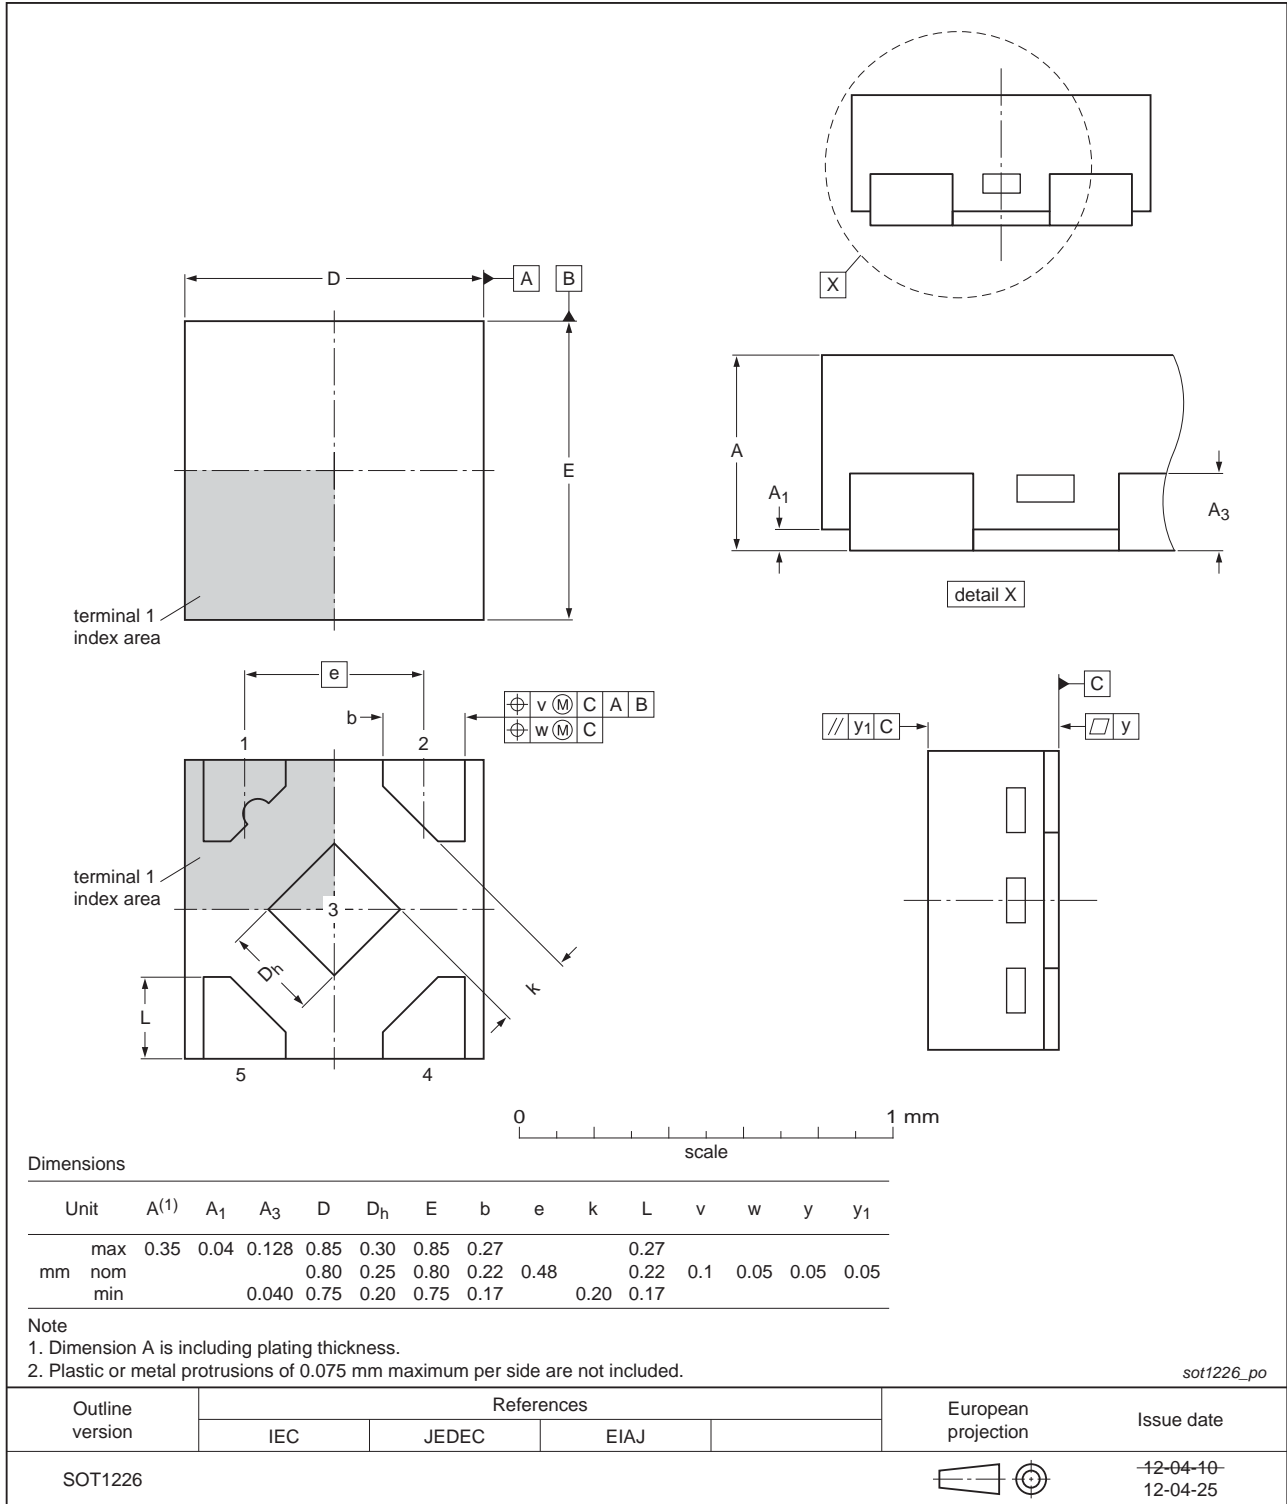 X
D
A
B
E
terminal 1
index area
A
A1
A3
detail X
e
b
v M C A B
w M C
1
2
terminal 1
index area
3
Dh
k
L
5
4
C
// y1 C
y
0
1 mm
scale
Dimensions
Unit A(1) A1 A3 D Dh E b e k L v w y y1
max 0.35 0.04 0.128 0.85 0.30 0.85 0.27 0.27
mm nom 0.80 0.25 0.80 0.22 0.48 0.22 0.1 0.05 0.05 0.05
min 0.040 0.75 0.20 0.75 0.17 0.20 0.17
Note
1. Dimension A is including plating thickness.
2. Plastic or metal protrusions of 0.075 mm maximum per side are not included.
sot1226_po
Outline
version
References
IEC JEDEC EIAJ
European
projection
Issue date
SOT1226
12-04-10
12-04-25